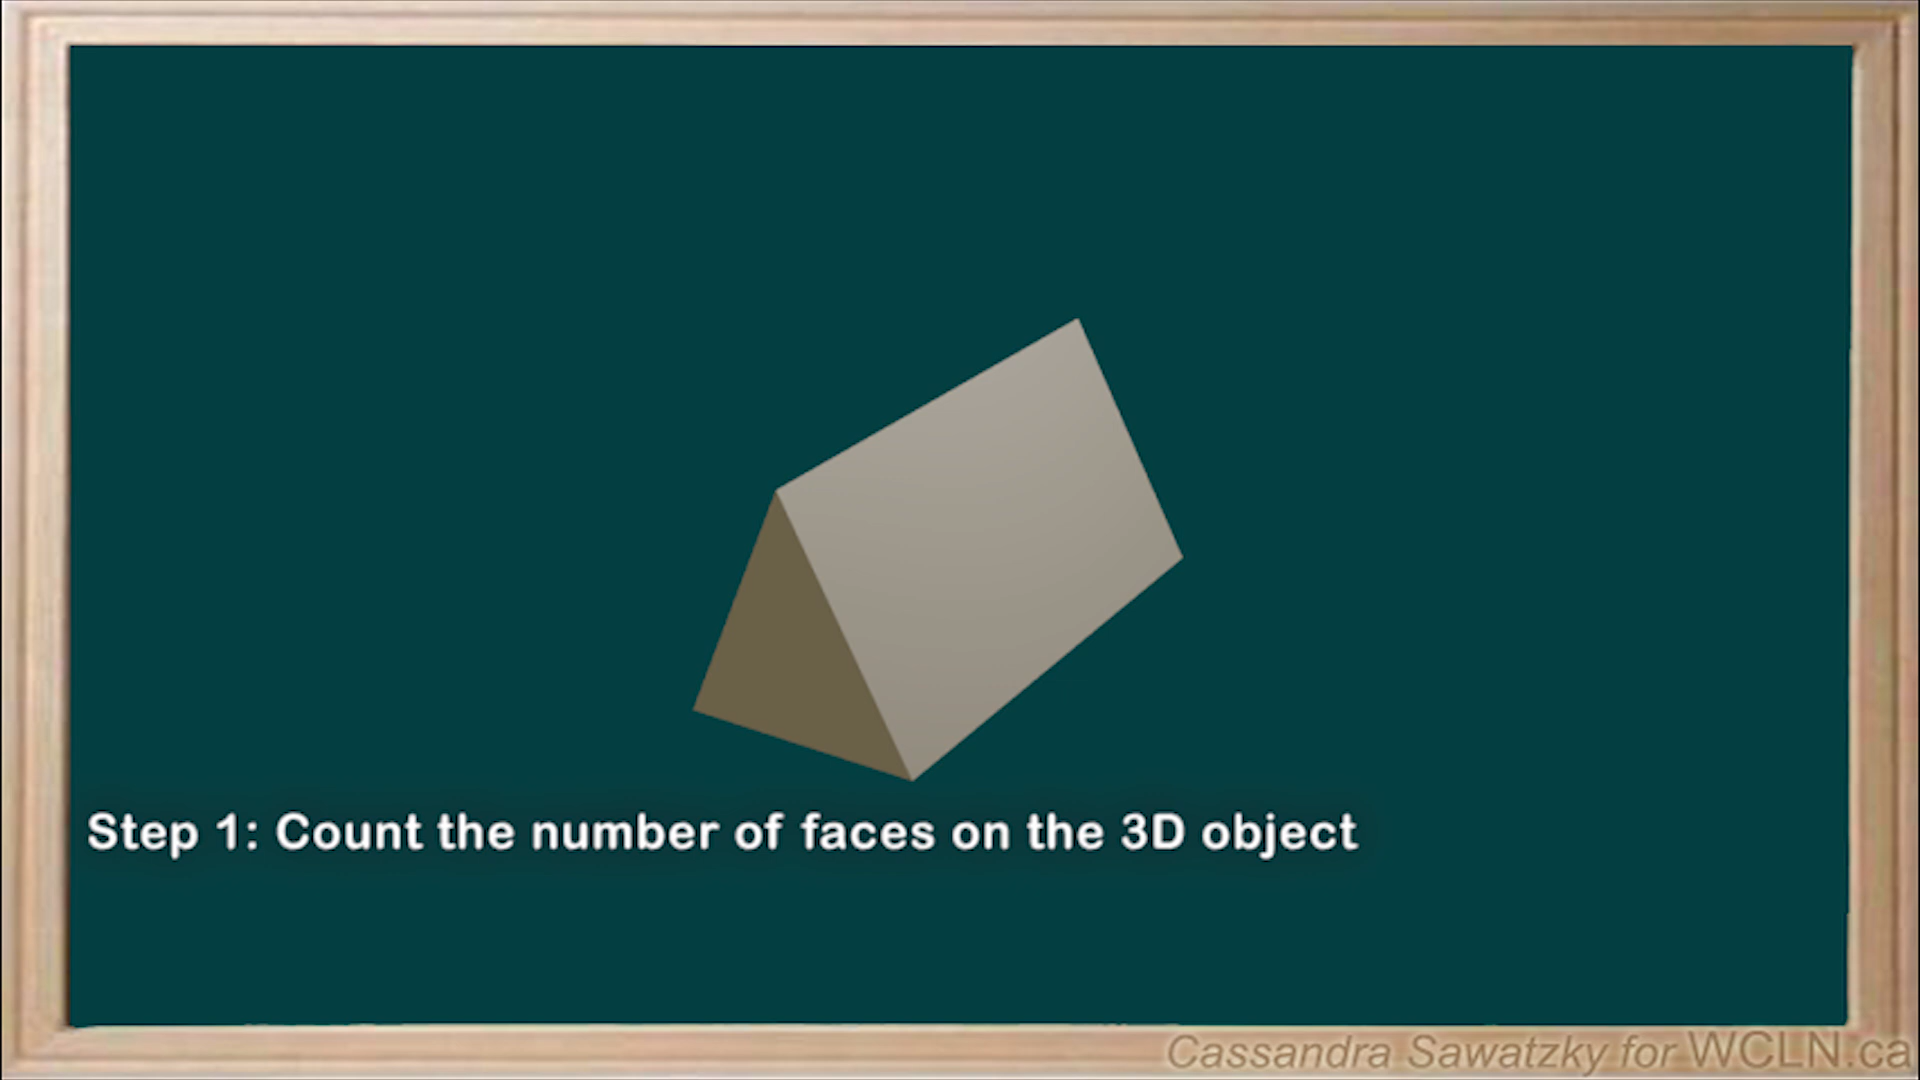 Step 1: Count the number of faces on the 3D object
Cassandra Sawatzky for WCLN.ca